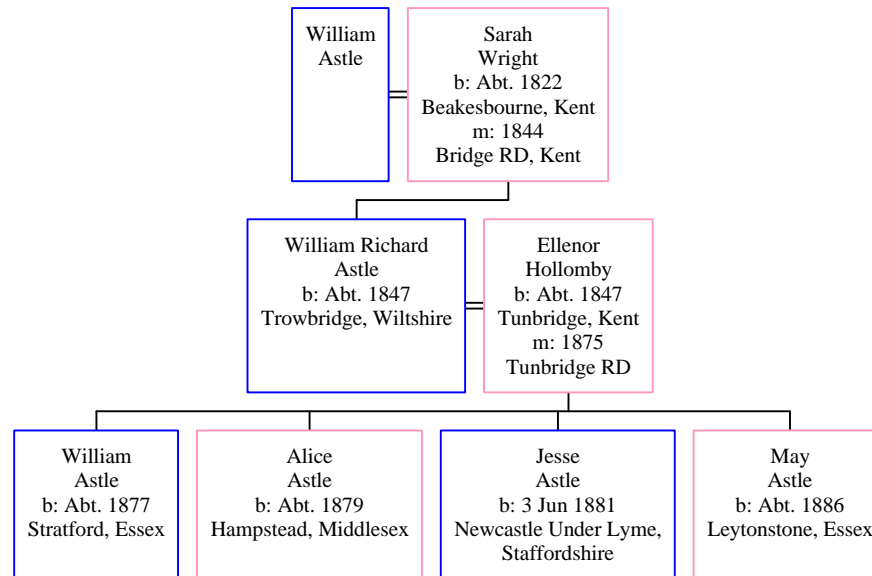 William
Astle
Sarah
Wright
b: Abt. 1822
Beakesbourne, Kent
m: 1844
Bridge RD, Kent
William Richard
Astle
b: Abt. 1847
Trowbridge, Wiltshire
Ellenor
Hollomby
b: Abt. 1847
Tunbridge, Kent
m: 1875
Tunbridge RD
William
Astle
b: Abt. 1877
Stratford, Essex
Alice
Astle
b: Abt. 1879
Hampstead, Middlesex
Jesse
Astle
b: 3 Jun 1881
Newcastle Under Lyme,
Staffordshire
May
Astle
b: Abt. 1886
Leytonstone, Essex